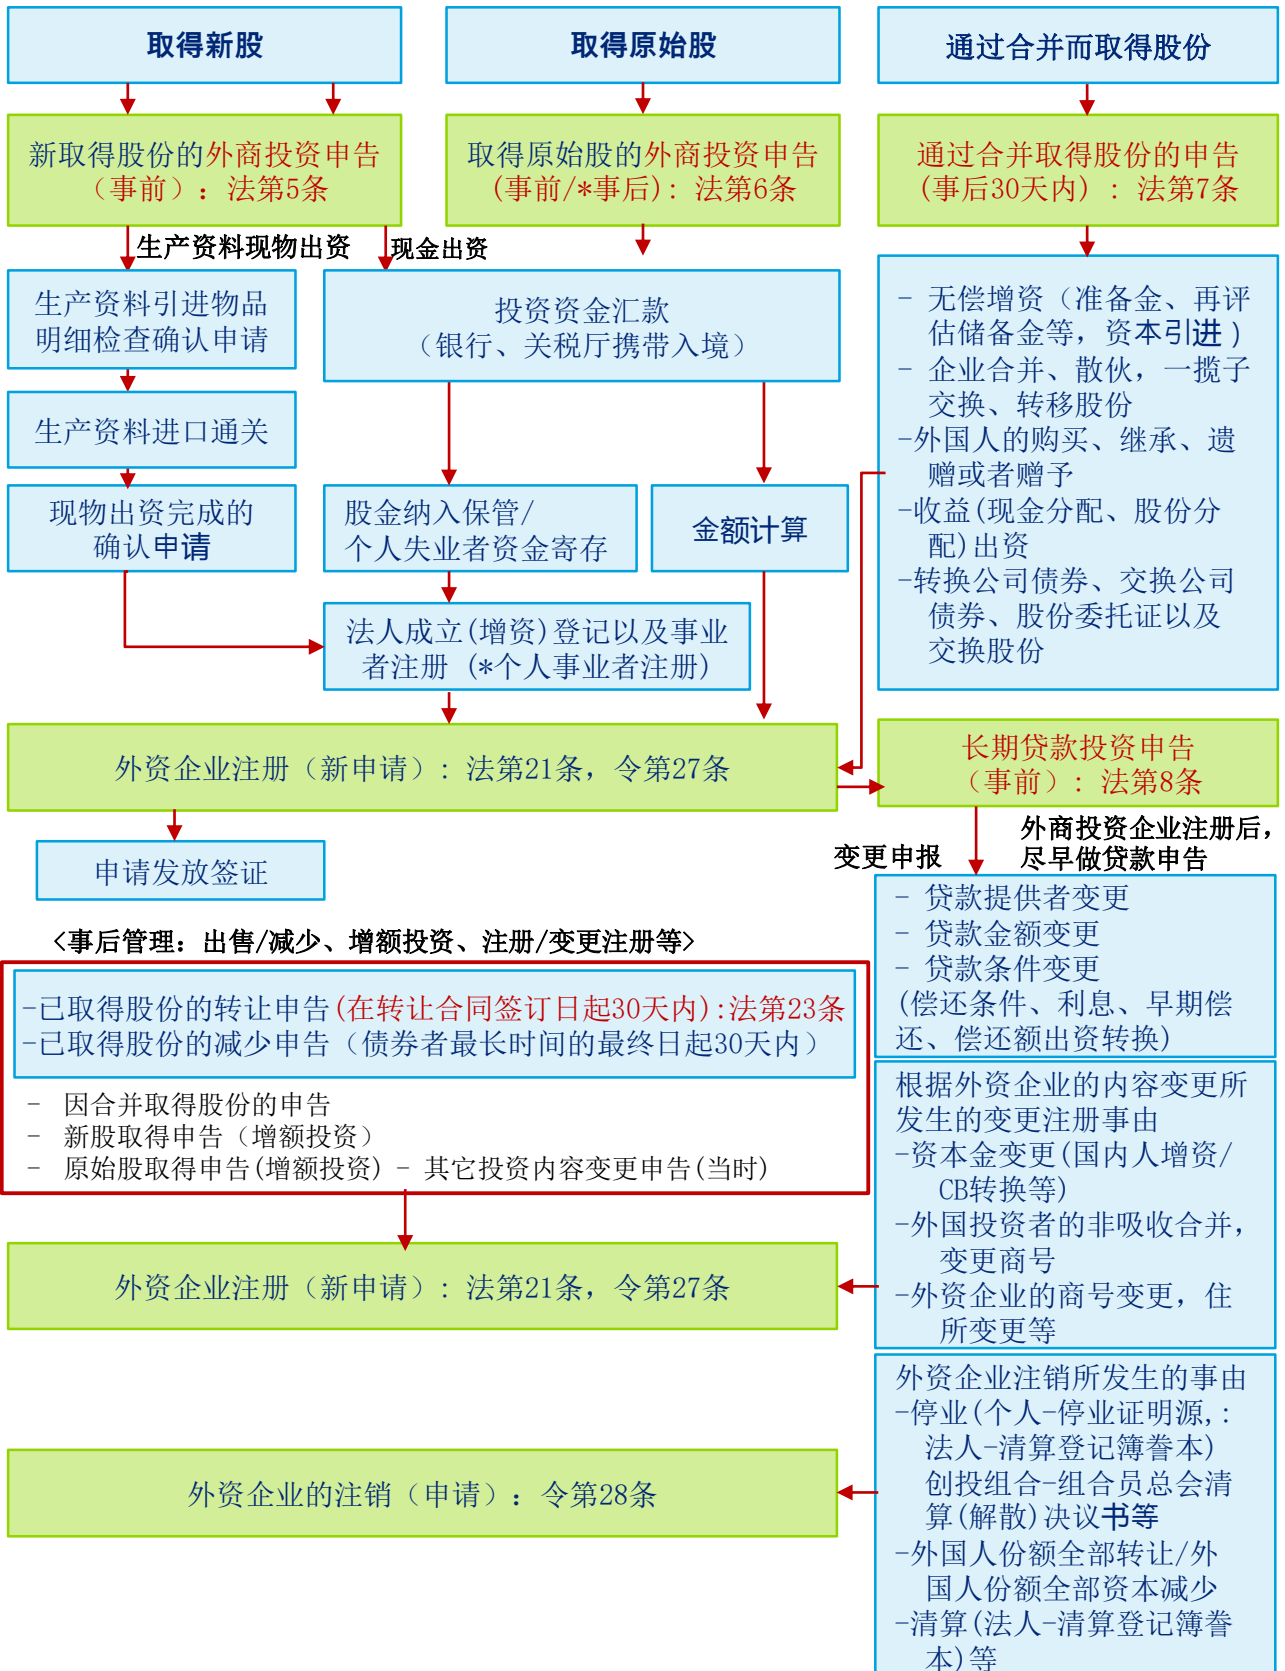 取得新股
取得原始股
通过合并而取得股份
新取得股份的外商投资申告
（事前）：法第5条
取得原始股的外商投资申告
(事前/*事后)：法第6条
通过合并取得股份的申告
(事后30天内)：法第7条
生产资料现物出资
现金出资
生产资料引进物品
明细检查确认申请
投资资金汇款
（银行、关税厅携带入境）
- 无偿增资（准备金、再评
估储备金等，资本引进）
- 企业合并、散伙，一揽子
交换、转移股份
-外国人的购买、继承、遗
赠或者赠予
-收益(现金分配、股份分
配)出资
-转换公司债券、交换公司
债券、股份委托证以及
交换股份
生产资料进口通关
现物出资完成的
确认申请
股金纳入保管/
个人失业者资金寄存
金额计算
法人成立(增资)登记以及事业
者注册 (*个人事业者注册)
外资企业注册（新申请）：法第21条，令第27条
长期贷款投资申告
（事前）：法第8条
申请发放签证
变更申报
外商投资企业注册后，
尽早做贷款申告
- 贷款提供者变更
- 贷款金额变更
- 贷款条件变更
(偿还条件、利息、早期偿
还、偿还额出资转换)
<事后管理：出售/减少、增额投资、注册/变更注册等>
-已取得股份的转让申告(在转让合同签订日起30天内):法第23条
-已取得股份的减少申告（债券者最长时间的最终日起30天内）
- 因合并取得股份的申告
- 新股取得申告（增额投资）
- 原始股取得申告(增额投资) - 其它投资内容变更申告(当时)
根据外资企业的内容变更所
发生的变更注册事由
-资本金变更(国内人增资/
CB转换等)
-外国投资者的非吸收合并，
变更商号
-外资企业的商号变更，住
所变更等
外资企业注册（新申请）：法第21条，令第27条
外资企业注销所发生的事由
-停业(个人-停业证明源,:
法人-清算登记簿誊本)
创投组合-组合员总会清
算(解散)决议书等
-外国人份额全部转让/外
国人份额全部资本减少
-清算(法人-清算登记簿誊
本)等
外资企业的注销（申请）：令第28条